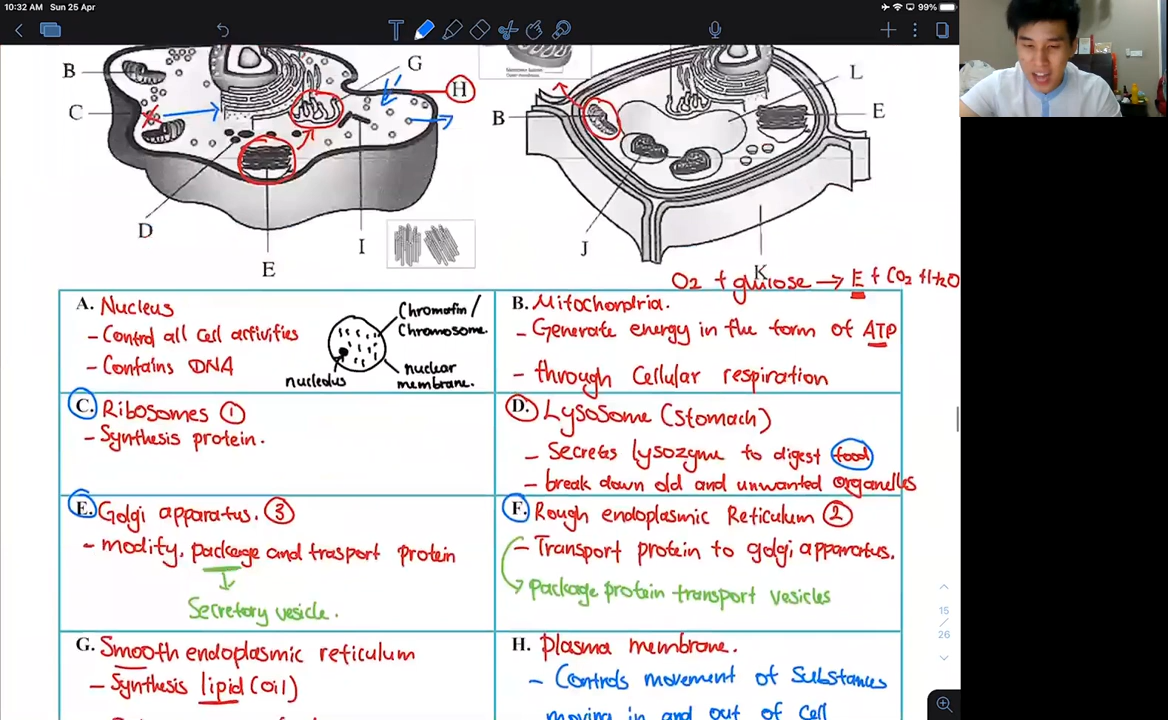 10:32 AM Sun 25 Apr
99%
B
C
D
E
I
G
H
B
L
E
J
K
O2 + glucose → E + CO2 + H2O
A. Nucleus
- Control all cell activities
- Contains DNA
Chromatin/
Chromosome.
nucleolus
nuclear
membrane.
B. Mitochondria.
- Generate energy in the form of ATP
- through Cellular respiration
C. Ribosomes ①
- Synthesis protein.
D. Lysosome (stomach)
- Secretes lysozyme to digest food
- break down old and unwanted organelles
E. Golgi apparatus. ③
- modify, package and trasport protein
Secretory vesicle.
F. Rough endoplasmic Reticulum ②
- Transport protein to golgi apparatus.
package protein transport vesicles
G. Smooth endoplasmic reticulum
- Synthesis lipid (oil)
H. Plasma membrane.
- Controls movement of substances
moving in and out of cell
15
/
26